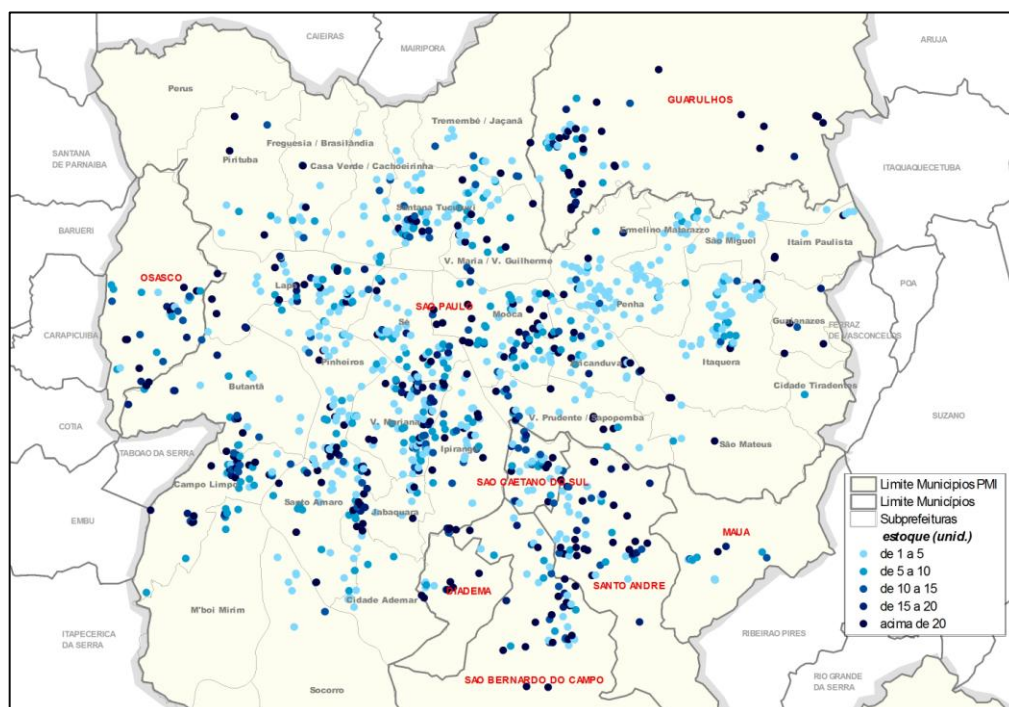 CAIEIRAS
MAIRIPORA
ARUJA
Perus
GUARULHOS
Tremembé / Jaçanã
Freguesia / Brasilândia
SANTANA
DE PARNAIBA
Pirituba
Casa Verde / Cachoeirinha
ITAQUAQUECETUBA
Santana Tucuruvi
Ermelino Matarazzo
São Miguel
Itaim Paulista
BARUERI
V. Maria / V. Guilherme
OSASCO
Lapa
POA
SAO PAULO
Penha
Mooca
Sé
Guaianazes
FERRAZ
DE VASCONCELOS
CARAPICUIBA
Pinheiros
Aricanduva
Itaquera
Butantã
Cidade Tiradentes
SUZANO
COTIA
V. Mariana
V. Prudente / Sapopemba
TABOAO DA SERRA
Ipiranga
São Mateus
Campo Limpo
SAO CAETANO DO SUL
Limite Municipios PMI
Limite Municípios
Subprefeituras
estoque (unid.)
de 1 a 5
de 5 a 10
de 10 a 15
de 15 a 20
acima de 20
Santo Amaro
Jabaquara
EMBU
MAUA
SANTO ANDRE
DIADEMA
Cidade Ademar
M'boi Mirim
ITAPECERICA
DA SERRA
RIBEIRAO PIRES
SAO BERNARDO DO CAMPO
RIO GRANDE
DA SERRA
Socorro